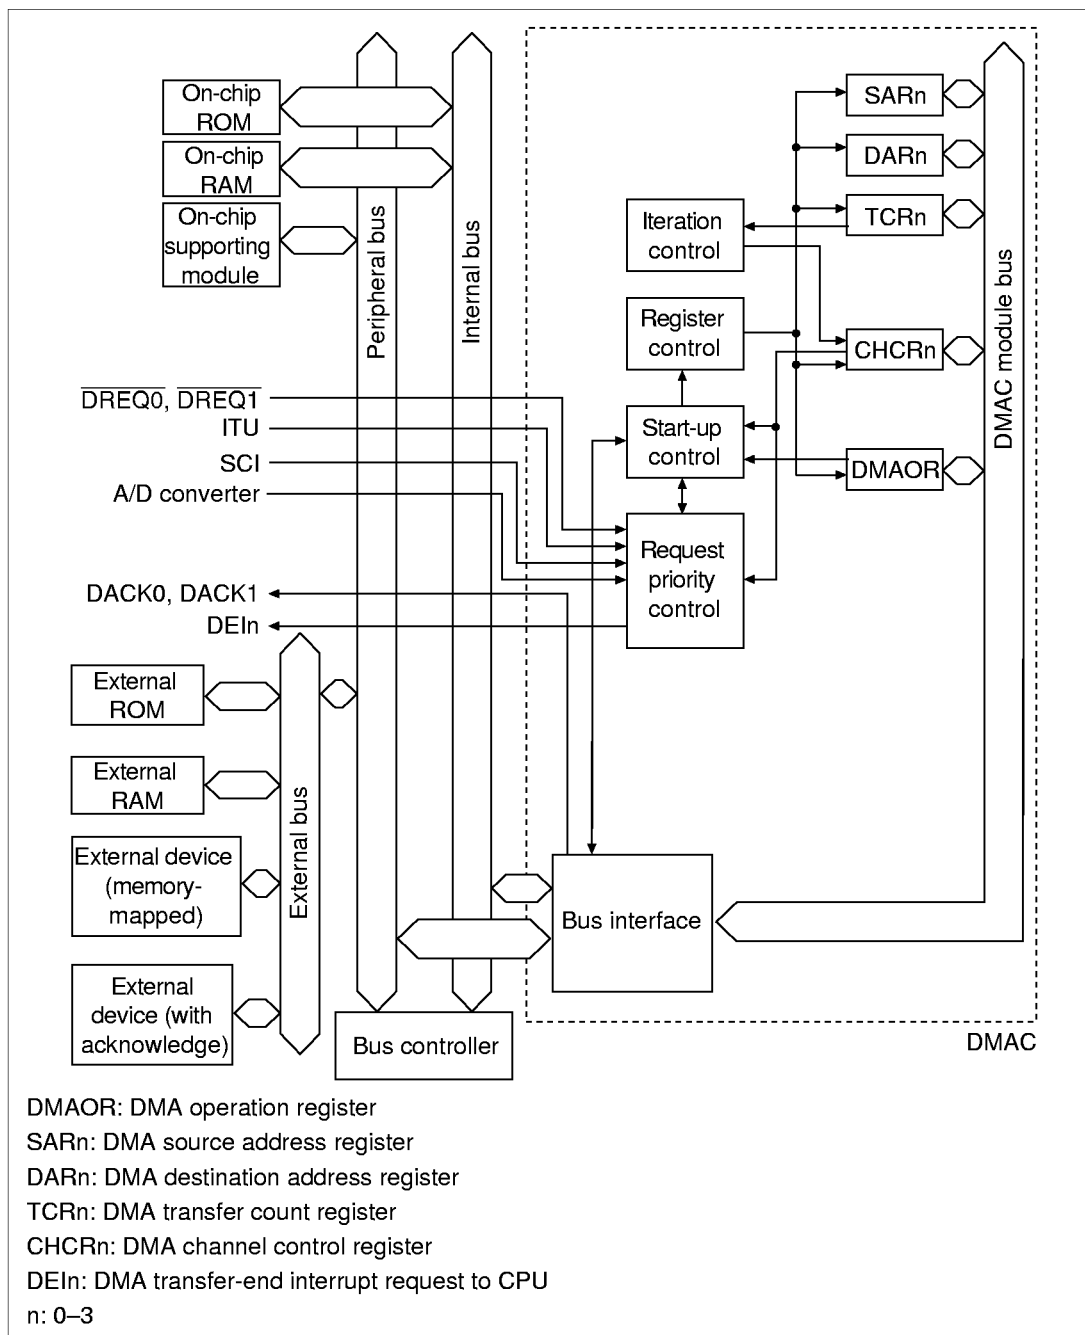 On-chip
ROM
On-chip
RAM
On-chip
supporting
module
Peripheral bus
Internal bus
SARn
DARn
TCRn
Iteration
control
Register
control
CHCRn
DMAC module bus
DREQ0, DREQ1
ITU
SCI
A/D converter
Start-up
control
DMAOR
Request
priority
control
DACK0, DACK1
DEIn
External
ROM
External
RAM
External device
(memory-
mapped)
External
device (with
acknowledge)
External bus
Bus interface
Bus controller
DMAC
DMAOR: DMA operation register
SARn: DMA source address register
DARn: DMA destination address register
TCRn: DMA transfer count register
CHCRn: DMA channel control register
DEIn: DMA transfer-end interrupt request to CPU
n: 0–3